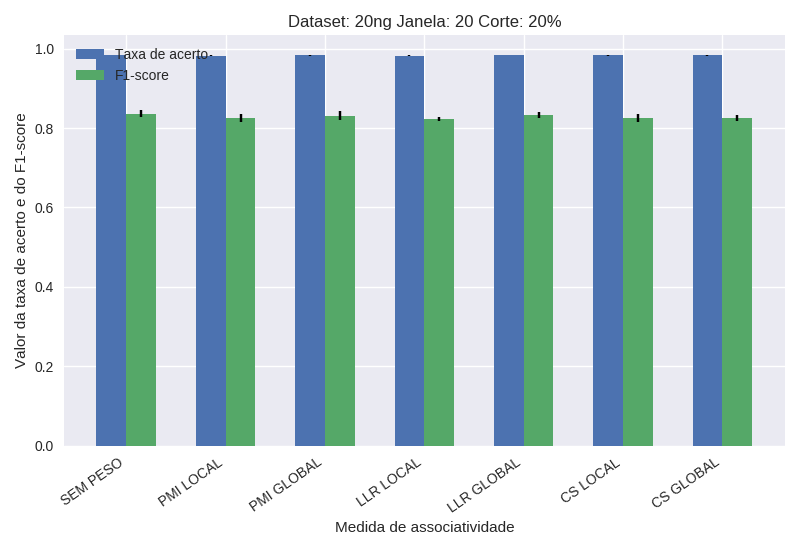 Dataset: 20ng Janela: 20 Corte: 20%
Taxa de acerto
F1-score
Valor da taxa de acerto e do F1-score
1.0
0.8
0.6
0.4
0.2
0.0
SEM PESO
PMI LOCAL
PMI GLOBAL
LLR LOCAL
LLR GLOBAL
CS LOCAL
CS GLOBAL
Medida de associatividade